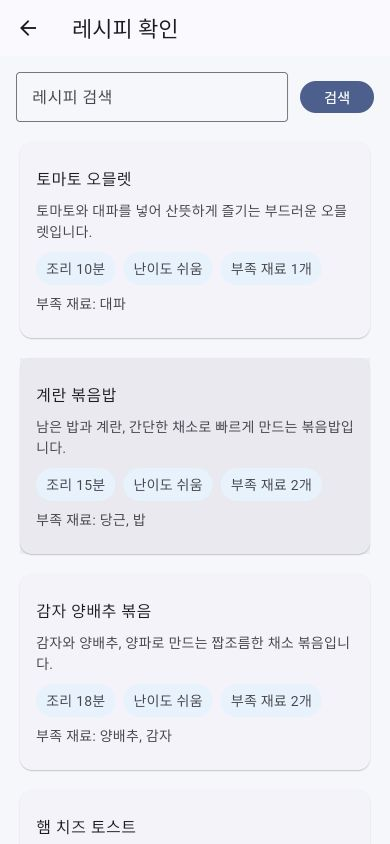 레시피 확인
레시피 검색
검색
토마토 오믈렛
토마토와 대파를 넣어 산뜻하게 즐기는 부드러운 오믈
렛입니다.
조리 10분 난이도 쉬움 부족 재료 1개
부족 재료: 대파
계란 볶음밥
남은 밥과 계란, 간단한 채소로 빠르게 만드는 볶음밥입
니다.
조리 15분 난이도 쉬움 부족 재료 2개
부족 재료: 당근, 밥
감자 양배추 볶음
감자와 양배추, 양파로 만드는 짭조름한 채소 볶음입니
다.
조리 18분 난이도 쉬움 부족 재료 2개
부족 재료: 양배추, 감자
햄 치즈 토스트